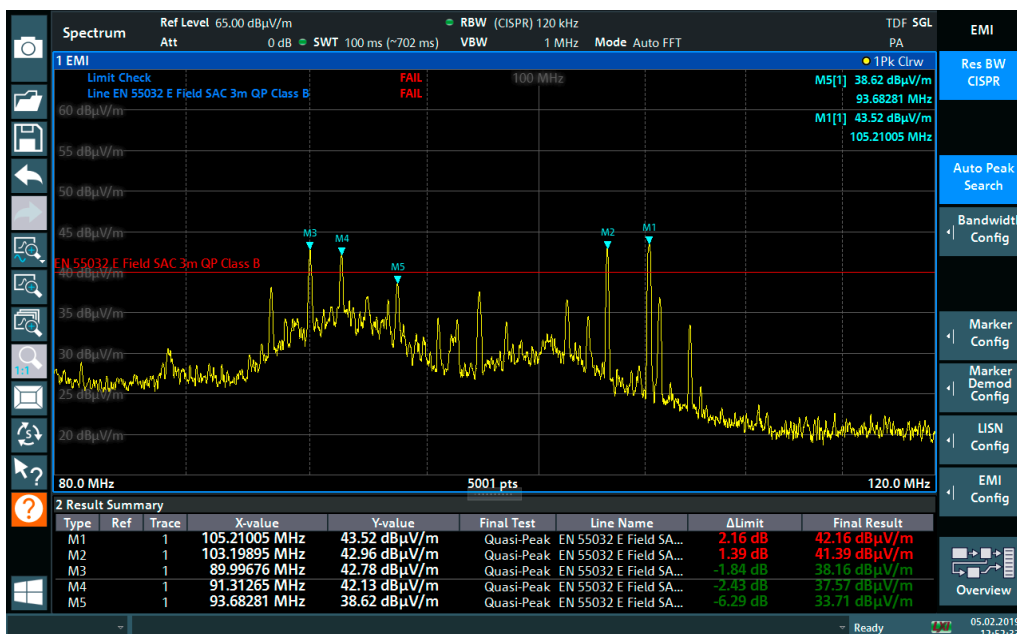 Spectrum
Ref Level 65.00 dBµV/m
RBW (CISPR) 120 kHz
TDF SGL
Att 0 dB SWT 100 ms (~702 ms) VBW 1 MHz Mode Auto FFT
PA
1 EMI
1Pk Clrw
Limit Check FAIL
100 MHz
M5[1] 38.62 dBµV/m
Line EN 55032 E Field SAC 3m QP Class B FAIL
93.68281 MHz
M1[1] 43.52 dBµV/m
105.21005 MHz
60 dBµV/m
55 dBµV/m
50 dBµV/m
45 dBµV/m
M3
M4
M5
M2
M1
EN 55032 E Field SAC 3m QP Class B
40 dBµV/m
35 dBµV/m
30 dBµV/m
25 dBµV/m
20 dBµV/m
80.0 MHz 5001 pts 120.0 MHz
2 Result Summary
Type Ref Trace X-value Y-value Final Test Line Name ΔLimit Final Result
M1 1 105.21005 MHz 43.52 dBµV/m Quasi-Peak EN 55032 E Field SA... 2.16 dB 42.16 dBµV/m
M2 1 103.19895 MHz 42.96 dBµV/m Quasi-Peak EN 55032 E Field SA... 1.39 dB 41.39 dBµV/m
M3 1 89.99676 MHz 42.78 dBµV/m Quasi-Peak EN 55032 E Field SA... -1.84 dB 38.16 dBµV/m
M4 1 91.31265 MHz 42.13 dBµV/m Quasi-Peak EN 55032 E Field SA... -2.43 dB 37.57 dBµV/m
M5 1 93.68281 MHz 38.62 dBµV/m Quasi-Peak EN 55032 E Field SA... -6.29 dB 33.71 dBµV/m
EMI
Res BW
CISPR
Auto Peak
Search
Bandwidth
Config
Marker
Config
Marker
Demod
Config
LISN
Config
EMI
Config
Overview
1:1
Ready
05.02.2019